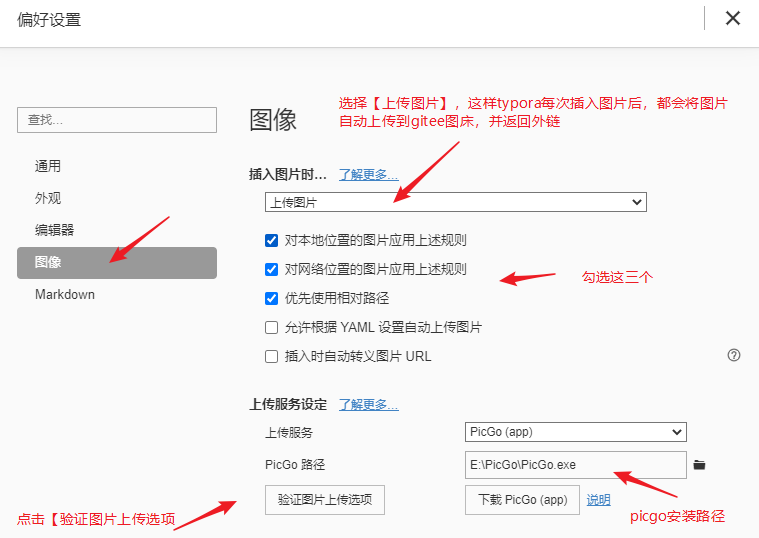 偏好设置
选择【上传图片】，这样typora每次插入图片后，都会将图片
自动上传到gitee图床，并返回外链
查找...
图像
通用
插入图片时... 了解更多...
外观
上传图片
编辑器
对本地位置的图片应用上述规则
图像
对网络位置的图片应用上述规则
勾选这三个
Markdown
优先使用相对路径
允许根据 YAML 设置自动上传图片
插入时自动转义图片 URL
上传服务设定 了解更多...
上传服务 PicGo (app)
PicGo 路径 E:\PicGo\PicGo.exe
验证图片上传选项 下载 PicGo (app) 说明
点击【验证图片上传选项
picgo安装路径